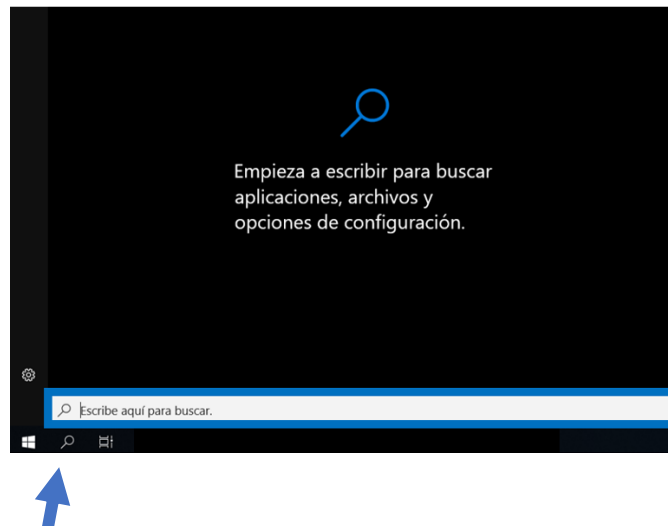 Empieza a escribir para buscar
aplicaciones, archivos y
opciones de configuración.
Escribe aquí para buscar.